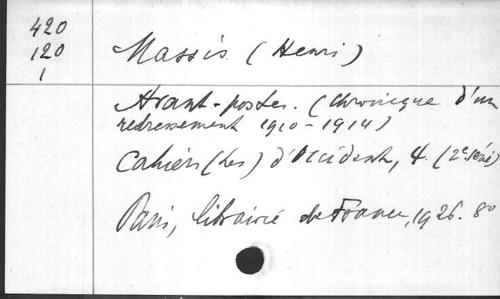 420
120
1
Massis (Henri)
Avant-postes. (Chronique d'un
redressement 1910-1914)
Cahiers (Les) d'Occident, 4. (2e série)
Paris, librairie de France, 1926. 8°